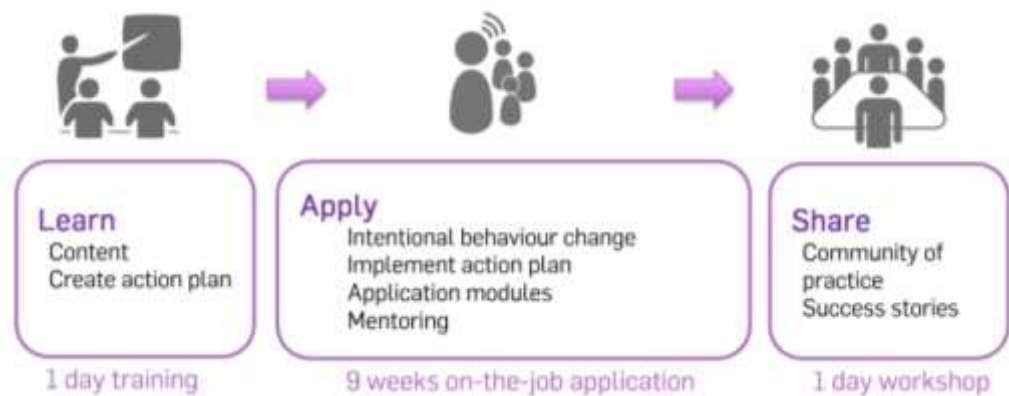 Learn
Content
Create action plan
1 day training
Apply
Intentional behaviour change
Implement action plan
Application modules
Mentoring
9 weeks on-the-job application
Share
Community of
practice
Success stories
1 day workshop